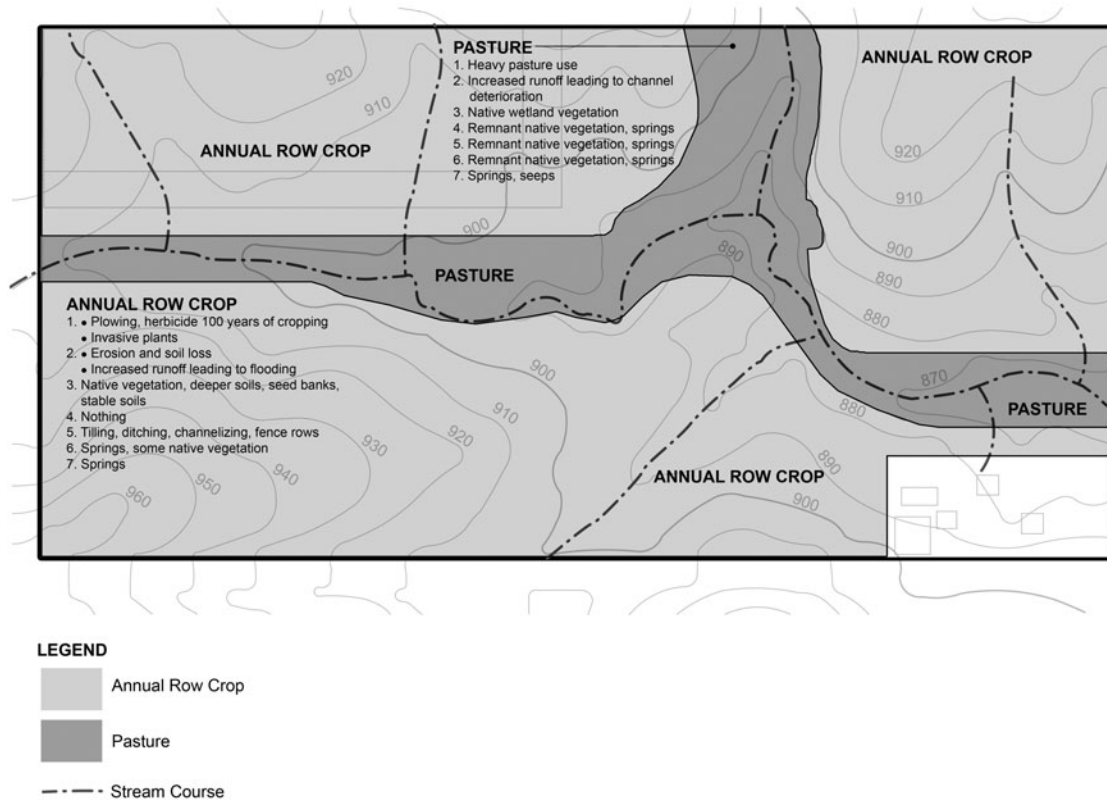 920
910
ANNUAL ROW CROP
PASTURE
1. Heavy pasture use
2. Increased runoff leading to channel
deterioration
3. Native wetland vegetation
4. Remnant native vegetation, springs
5. Remnant native vegetation, springs
6. Remnant native vegetation, springs
7. Springs, seeps
ANNUAL ROW CROP
920
910
900
890
880
900
890
PASTURE
ANNUAL ROW CROP
1. • Plowing, herbicide 100 years of cropping
• Invasive plants
2. • Erosion and soil loss
• Increased runoff leading to flooding
3. Native vegetation, deeper soils, seed banks,
stable soils
4. Nothing
5. Tilling, ditching, channelizing, fence rows
6. Springs, some native vegetation
7. Springs
900
910
920
930
940
950
960
870
PASTURE
880
890
ANNUAL ROW CROP
900
LEGEND
Annual Row Crop
Pasture
Stream Course